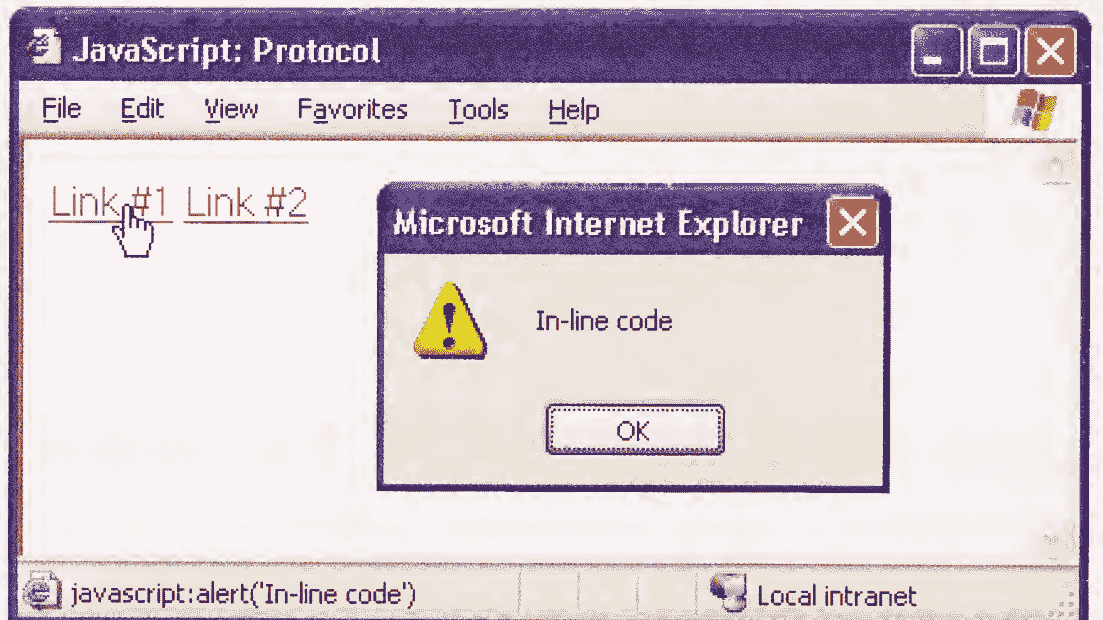 JavaScript: Protocol
File Edit View Favorites Tools Help
Link #1 Link #2
Microsoft Internet Explorer
In-line code
OK
javascript:alert('In-line code')
Local intranet